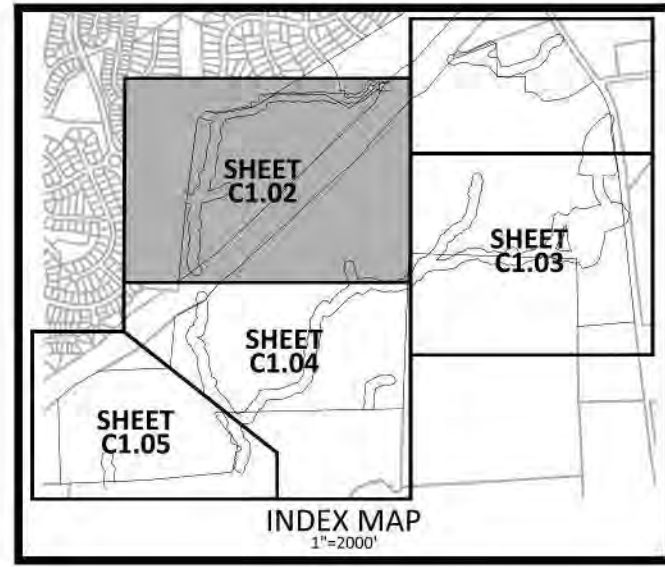 SHEET
C1.02
SHEET
C1.03
SHEET
C1.04
SHEET
C1.05
INDEX MAP
1"=2000'